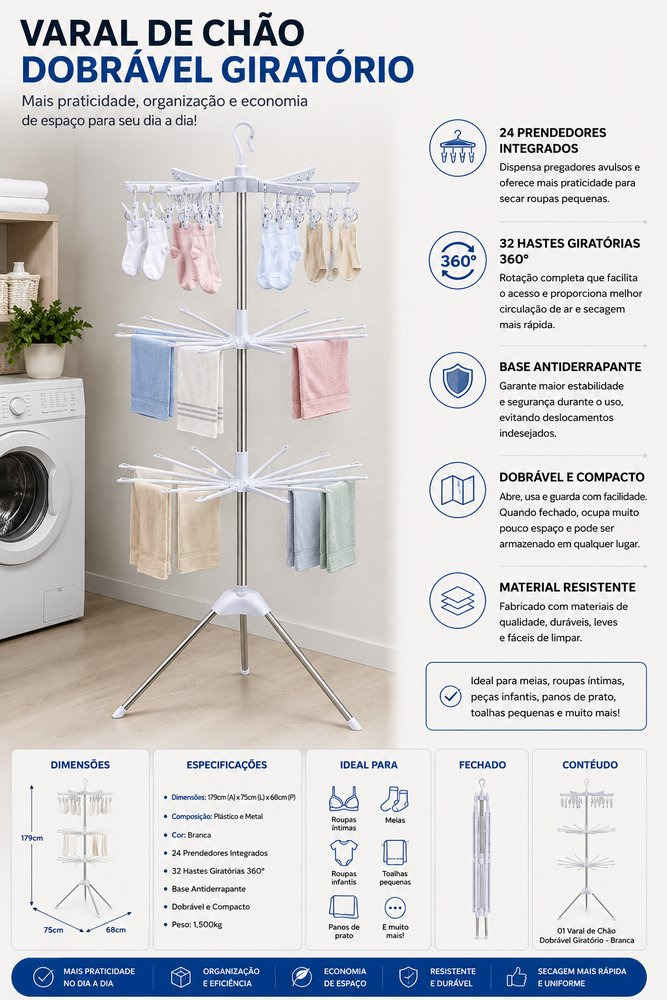 VARAL DE CHÃO
DOBRÁVEL GIRATÓRIO
Mais praticidade, organização e economia
de espaço para seu dia a dia!
24 PRENDEDORES
INTEGRADOS
Dispensa pregadores avulsos e
oferece mais praticidade para
secar roupas pequenas.
360°
32 HASTES GIRATÓRIAS
360°
Rotação completa que facilita
o acesso e proporciona melhor
circulação de ar e secagem
mais rápida.
BASE ANTIDERRAPANTE
Garante maior estabilidade
e segurança durante o uso,
evitando deslocamentos
indesejados.
DOBRÁVEL E COMPACTO
Abre, usa e guarda com facilidade.
Quando fechado, ocupa muito
pouco espaço e pode ser
armazenado em qualquer lugar.
MATERIAL RESISTENTE
Fabricado com materiais de
qualidade, duráveis, leves
e fáceis de limpar.
Ideal para meias, roupas íntimas,
peças infantis, panos de prato,
toalhas pequenas e muito mais!
DIMENSÕES
179cm
75cm
68cm
ESPECIFICAÇÕES
• Dimensões: 179cm (A) x 75cm (L) x 68cm (P)
• Composição: Plástico e Metal
• Cor: Branca
• 24 Prendedores Integrados
• 32 Hastes Giratórias 360°
• Base Antiderrapante
• Dobrável e Compacto
• Peso: 1,500kg
IDEAL PARA
Roupas
íntimas
Meias
Roupas
infantis
Toalhas
pequenas
Panos de
prato
E muito
mais!
FECHADO
CONTÉUDO
01 Varal de Chão
Dobrável Giratório - Branca
MAIS PRATICIDADE
NO DIA A DIA
ORGANIZAÇÃO
E EFICIÊNCIA
ECONOMIA
DE ESPAÇO
RESISTENTE
E DURÁVEL
SECAGEM MAIS RÁPIDA
E UNIFORME